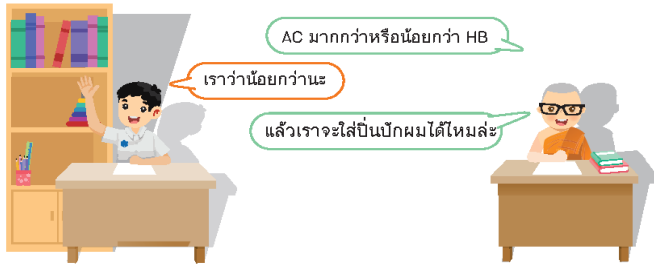 AC มากกว่าหรือน้อยกว่า HB
เราว่าน้อยกว่านะ
แล้วเราจะใส่ปิ่นปักผมได้ไหมล่ะ